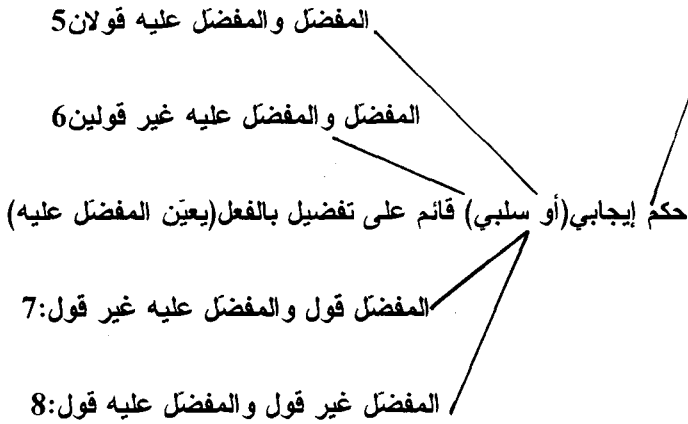 المفضّل والمفضّل عليه قولان5
المفضّل والمفضّل عليه غير قولين6
حكم إيجابي(أو سلبي) قائم على تفضيل بالفعل(يعيّن المفضّل عليه)
المفضّل قول والمفضّل عليه غير قول:7
المفضّل غير قول والمفضّل عليه قول:8